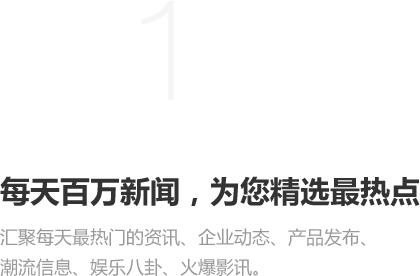 1
每天百万新闻，为您精选最热点
汇聚每天最热门的资讯、企业动态、产品发布、
潮流信息、娱乐八卦、火爆影讯。